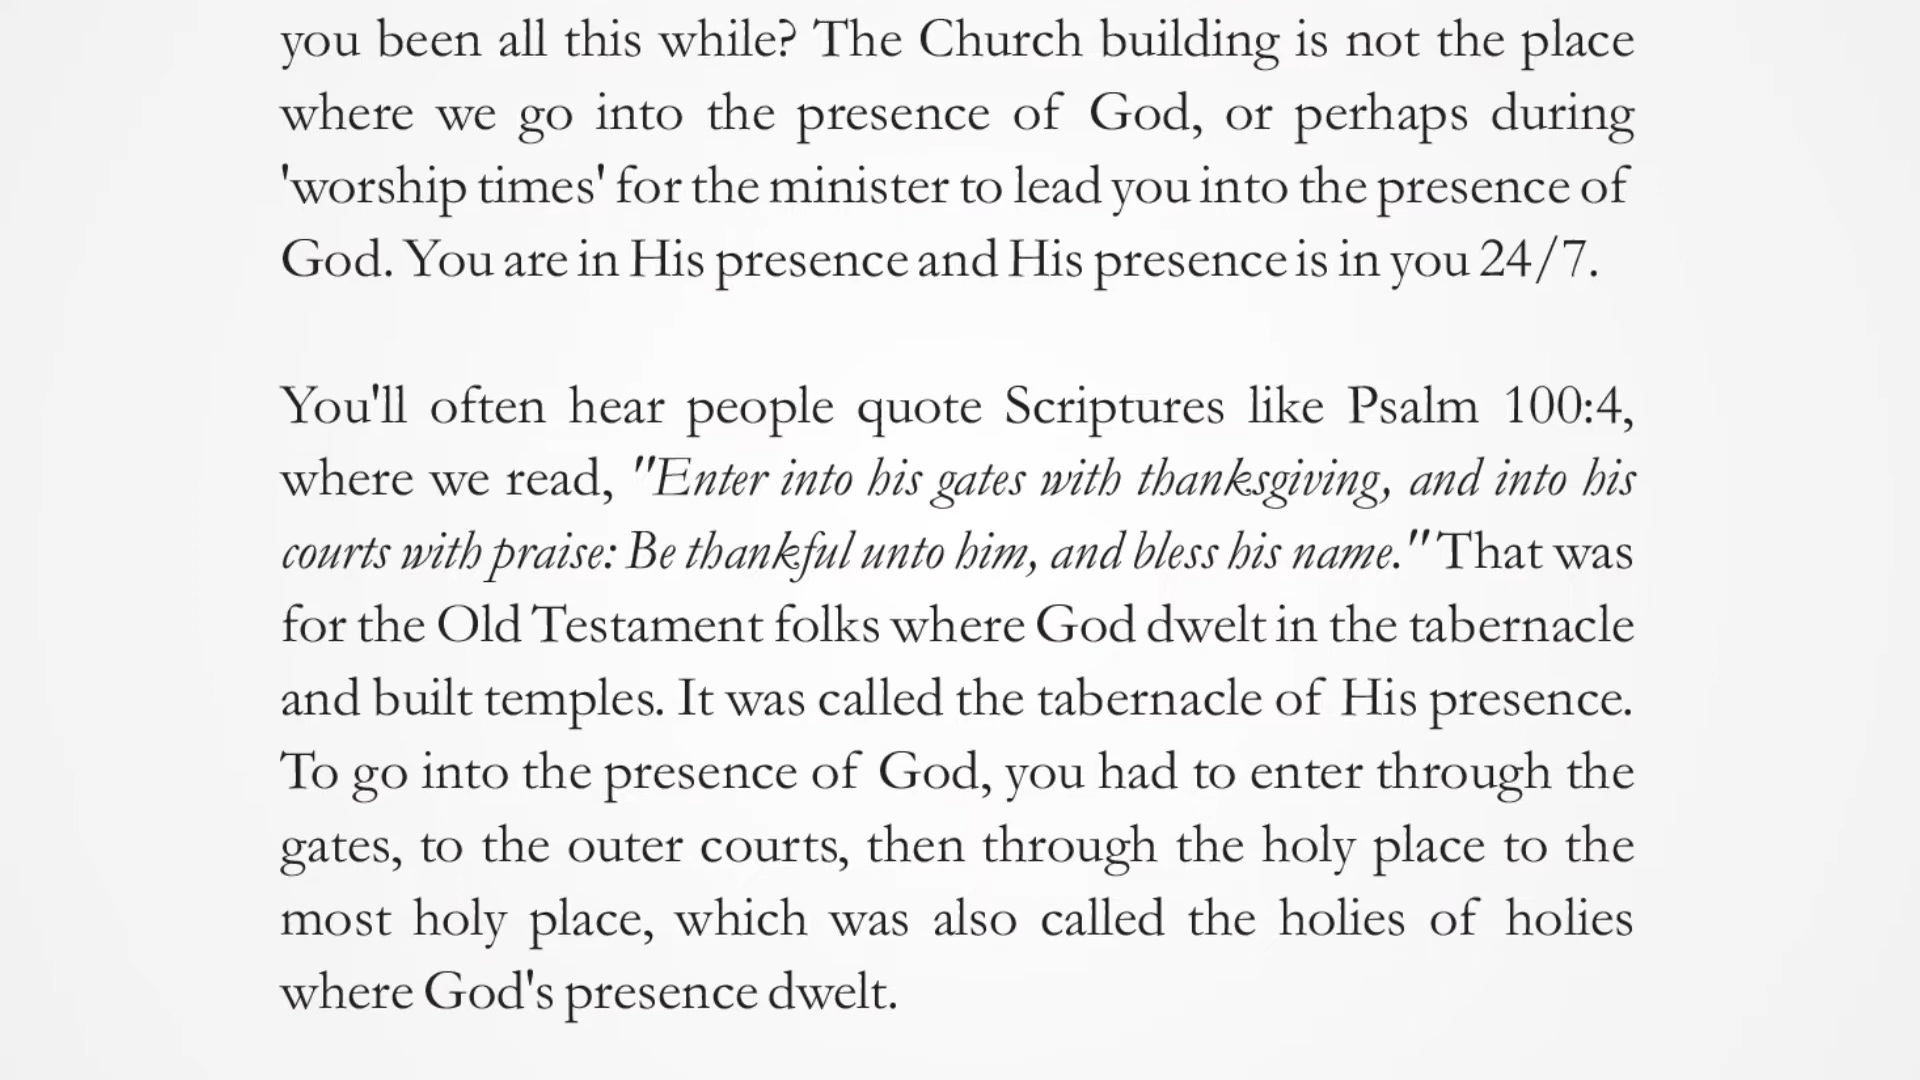 you been all this while? The Church building is not the place
where we go into the presence of God, or perhaps during
'worship times' for the minister to lead you into the presence of
God. You are in His presence and His presence is in you 24/7.
You'll often hear people quote Scriptures like Psalm 100:4,
where we read, "Enter into his gates with thanksgiving, and into his
courts with praise: Be thankful unto him, and bless his name." That was
for the Old Testament folks where God dwelt in the tabernacle
and built temples. It was called the tabernacle of His presence.
To go into the presence of God, you had to enter through the
gates, to the outer courts, then through the holy place to the
most holy place, which was also called the holies of holies
where God's presence dwelt.